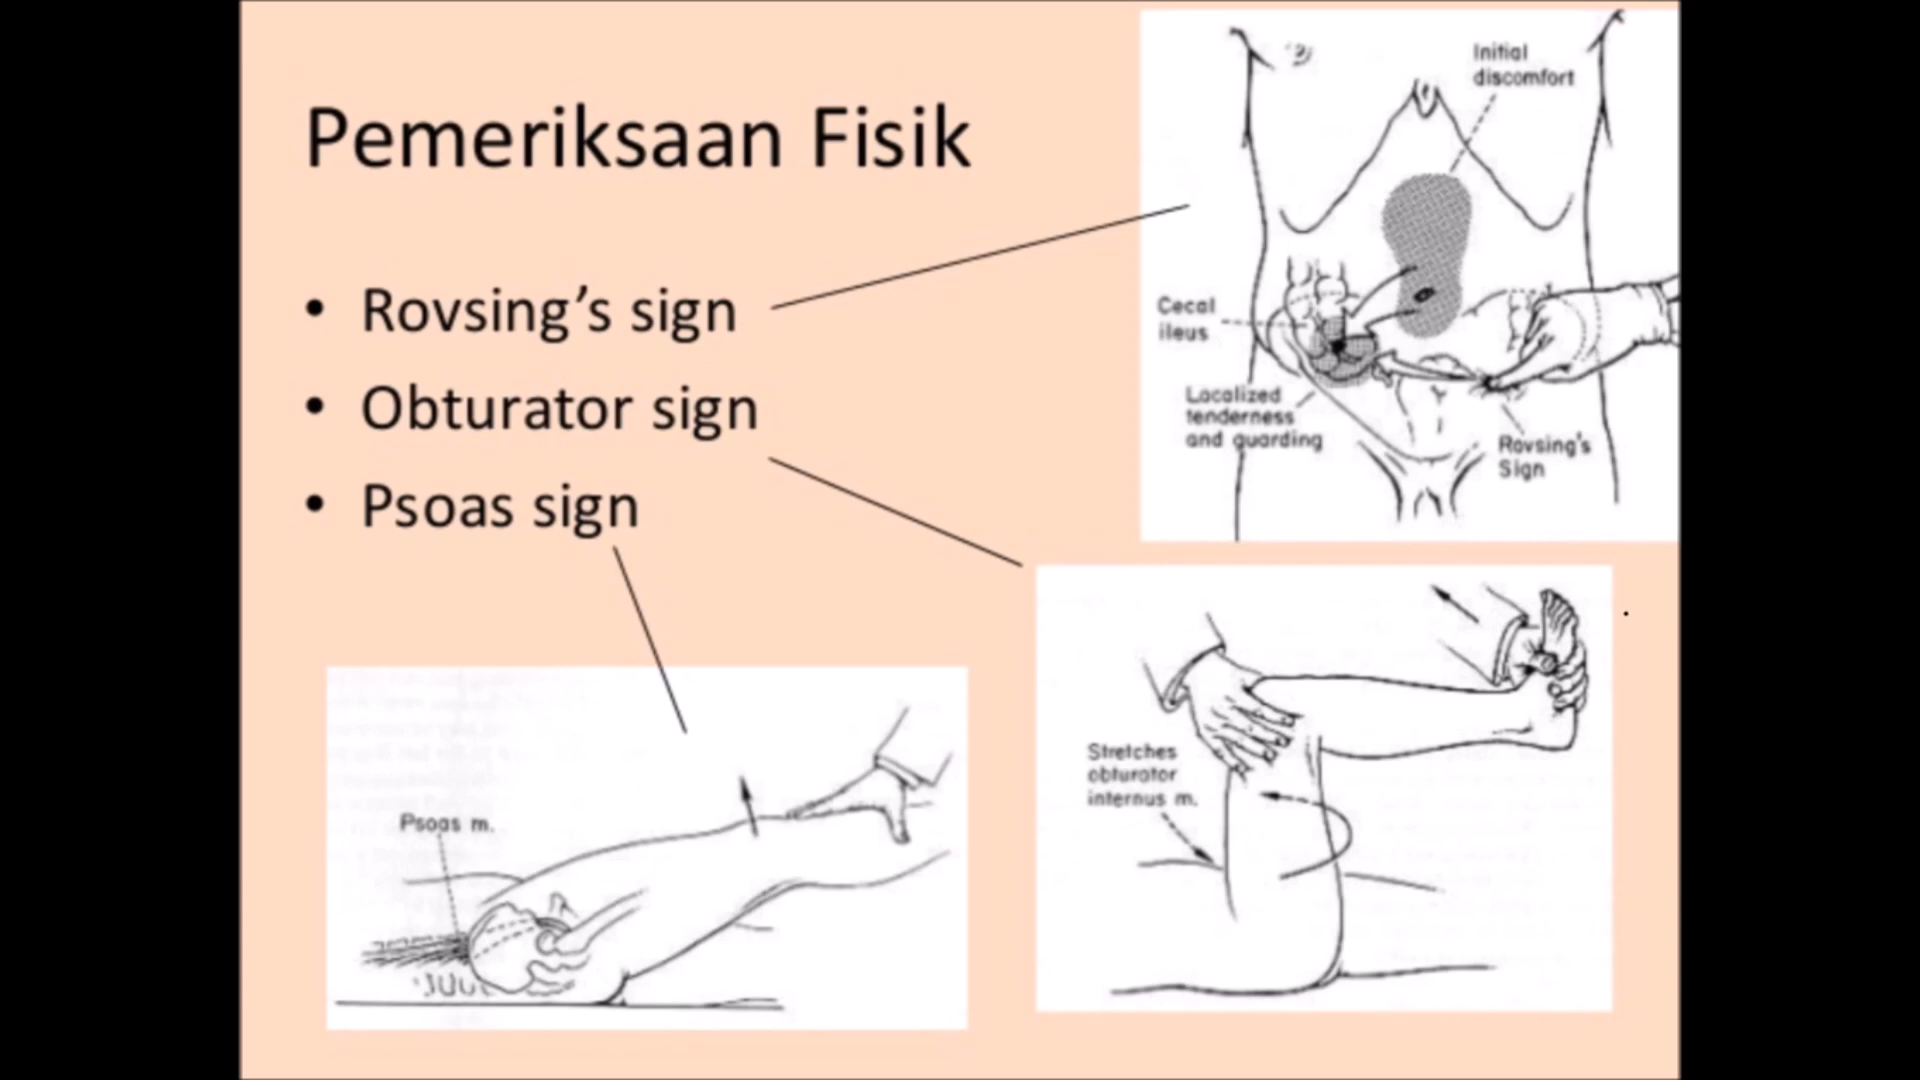 Pemeriksaan Fisik
• Rovsing’s sign
• Obturator sign
• Psoas sign
Initial
discomfort
Cecal
ileus
Localized
tenderness
and guarding
Rovsing's
Sign
Stretches
obturator
internus m.
Psoas m.